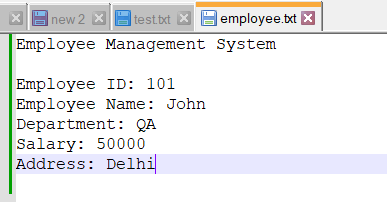 new 2 test.txt employee.txt
Employee Management System
Employee ID: 101
Employee Name: John
Department: QA
Salary: 50000
Address: Delhi